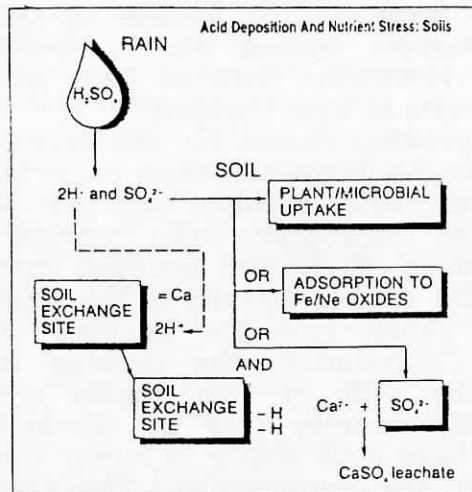 Acid Deposition And Nutrient Stress: Soils
RAIN
H₂SO₄
SOIL
2H· and SO₄²⁻
PLANT/MICROBIAL
UPTAKE
OR
ADSORPTION TO
Fe/Ne OXIDES
SOIL
EXCHANGE
SITE
= Ca
2H⁺
OR
AND
SOIL
EXCHANGE
SITE
– H
– H
Ca²⁻ + SO₄²⁻
CaSO₄ leachate